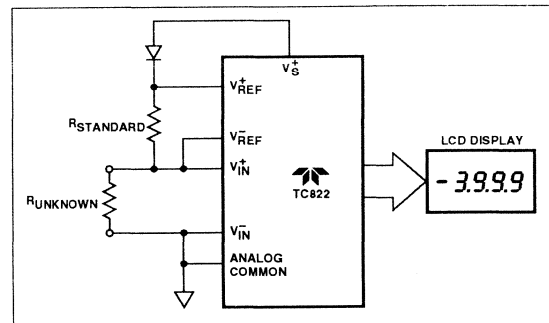 V+S
V+REF
RSTANDARD
V−REF
V+IN
LCD DISPLAY
TC822
-3.9.9.9
RUNKNOWN
V−IN
ANALOG
COMMON